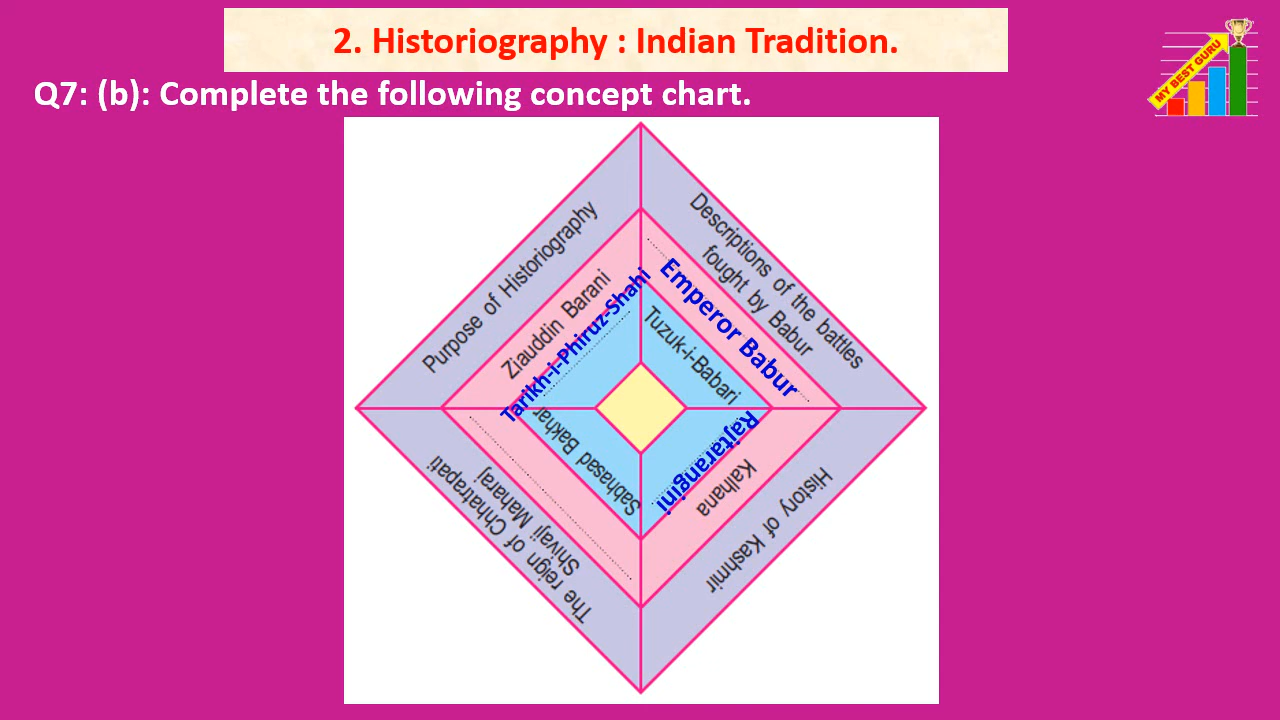 2. Historiography : Indian Tradition.
MY BEST GURU
Q7: (b): Complete the following concept chart.
Purpose of Historiography
Ziauddin Barani
Tarikh-i-Phiruz-Shahi
Descriptions of the battles
fought by Babur
Emperor Babur
Tuzuk-i-Babari
Sabhasad Bakhar
Shivaji Maharaj
The reign of Chhatrapati
Rajtarangini
Kalhana
History of Kashmir